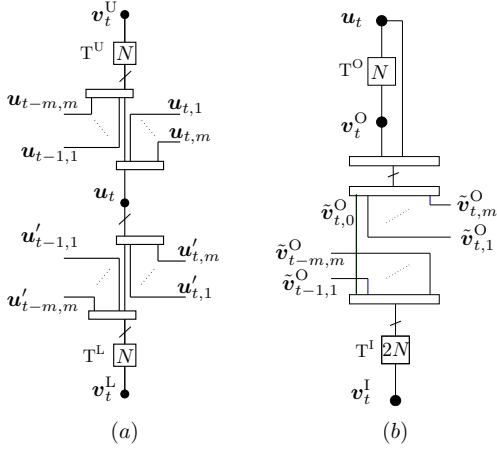 v_t^U
T^U N
u_{t−m,m} u_{t,1}
u_{t−1,1} u_{t,m}
u_t
u'_{t−1,1} u'_{t,m}
u'_{t−m,m} u'_{t,1}
T^L N
v_t^L
(a)
u_t
T^O N
v_t^O
ṽ_{t,0}^O ṽ_{t,m}^O
ṽ_{t,1}^O
ṽ_{t−m,m}^O
ṽ_{t−1,1}^O
T^I 2N
v_t^I
(b)